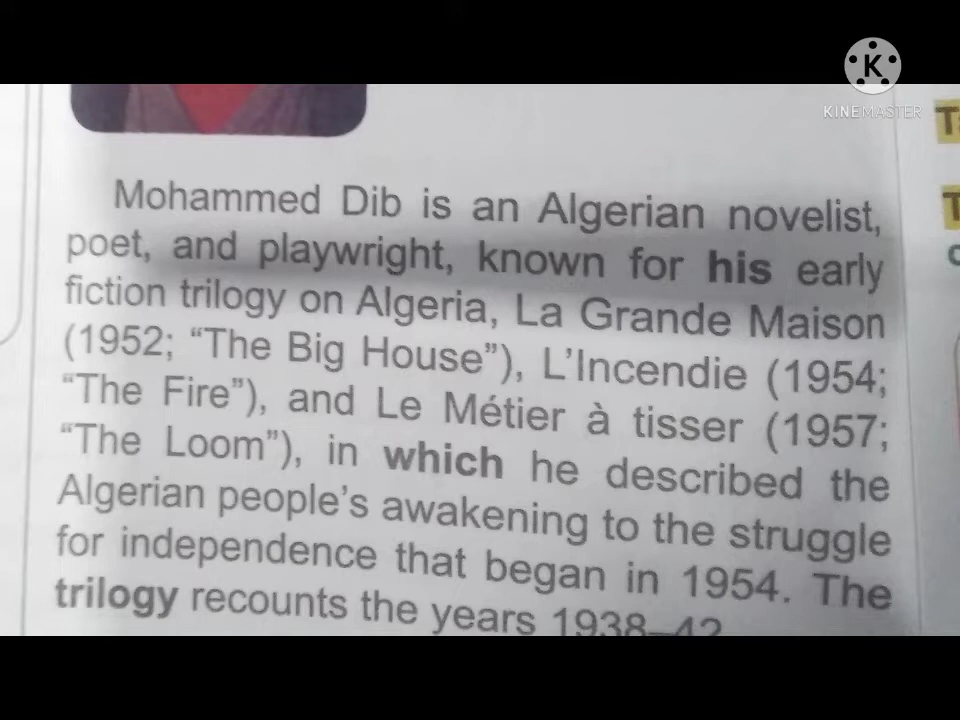 K
KINEMASTER
Mohammed Dib is an Algerian novelist,
poet, and playwright, known for his early
fiction trilogy on Algeria, La Grande Maison
(1952; “The Big House”), L’Incendie (1954;
“The Fire”), and Le Métier à tisser (1957;
“The Loom”), in which he described the
Algerian people’s awakening to the struggle
for independence that began in 1954. The
trilogy recounts the years 1938–42